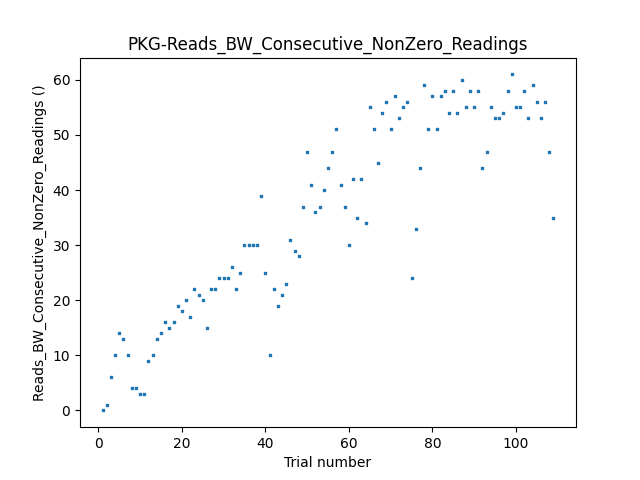 PKG-Reads_BW_Consecutive_NonZero_Readings
60
50
40
30
20
10
0
Reads_BW_Consecutive_NonZero_Readings ()
0 20 40 60 80 100
Trial number